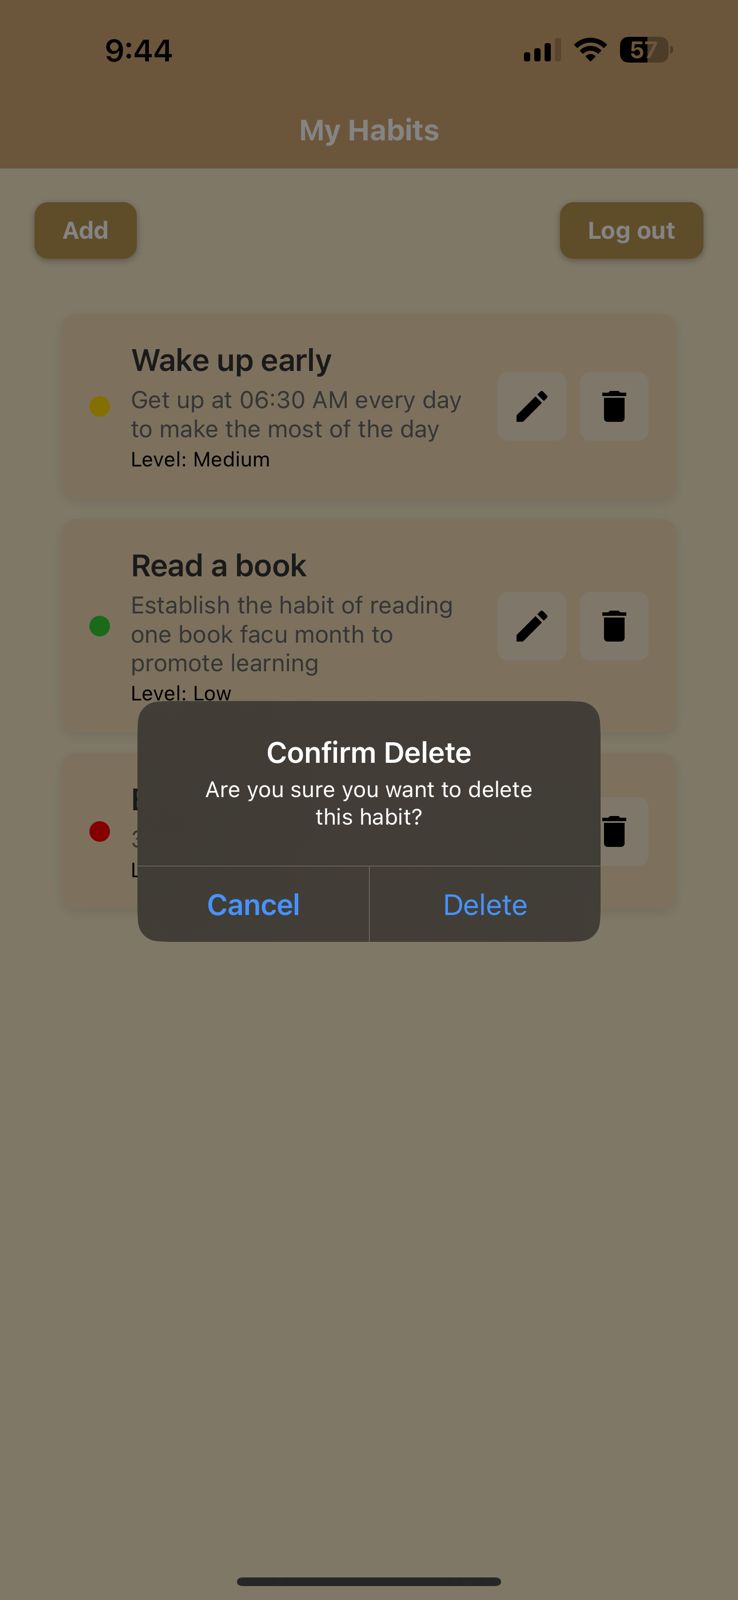 9:44
57
My Habits
Add
Log out
Wake up early
Get up at 06:30 AM every day
to make the most of the day
Level: Medium
Read a book
Establish the habit of reading
one book facu month to
promote learning
Level: Low
Confirm Delete
Are you sure you want to delete
this habit?
Cancel
Delete